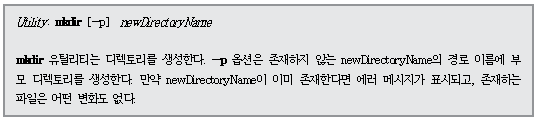 Utility: mkdir [-p] newDirectoryName
mkdir 유틸리티는 디렉토리를 생성한다. -p 옵션은 존재하지 않는 newDirectoryName의 경로 이름에 부
모 디렉토리를 생성한다. 만약 newDirectoryName이 이미 존재한다면 에러 메시지가 표시되고, 존재하는
파일은 어떤 변화도 없다.